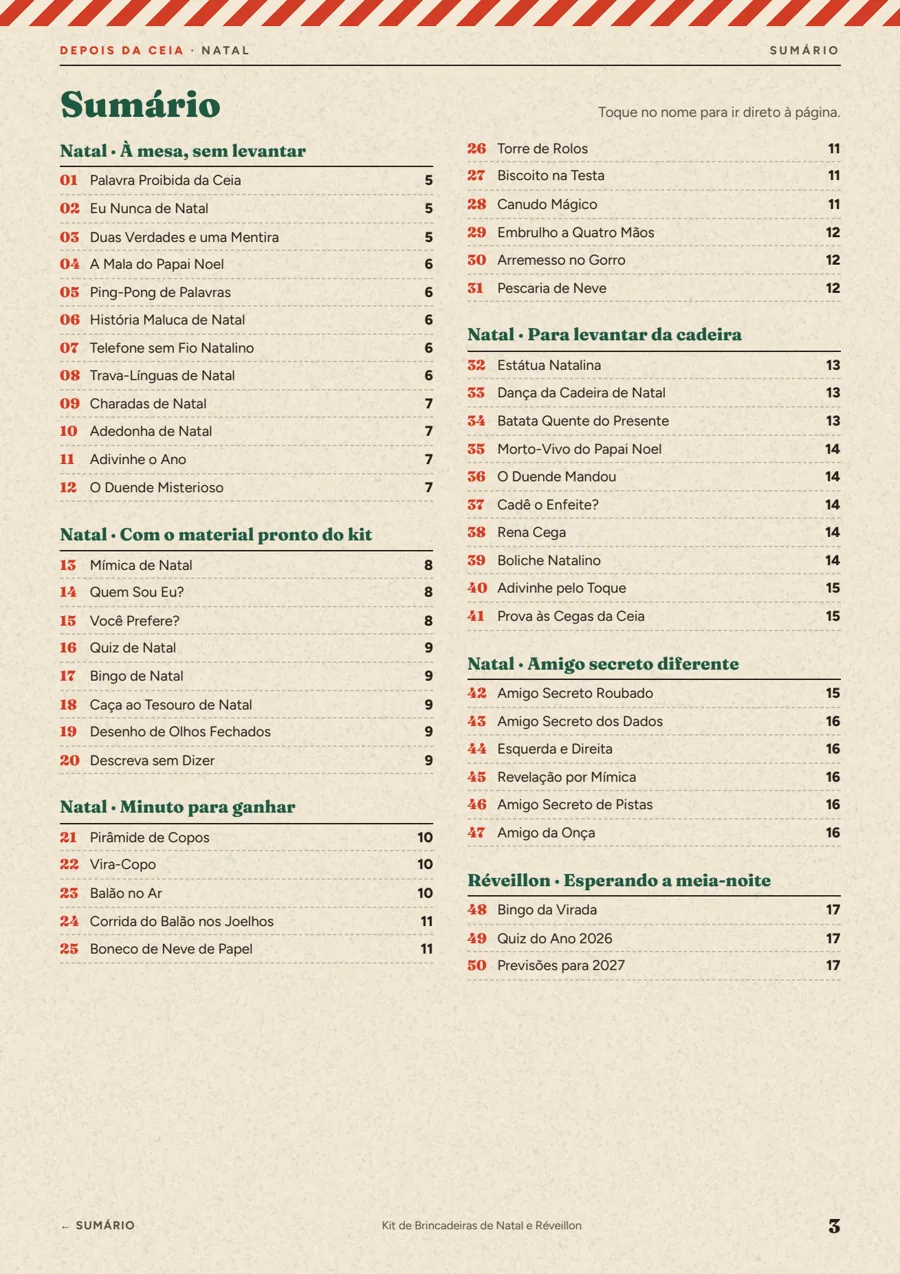 DEPOIS DA CEIA · NATAL
SUMÁRIO
Sumário
Toque no nome para ir direto à página.
Natal · À mesa, sem levantar
01 Palavra Proibida da Ceia 5
02 Eu Nunca de Natal 5
03 Duas Verdades e uma Mentira 5
04 A Mala do Papai Noel 6
05 Ping-Pong de Palavras 6
06 História Maluca de Natal 6
07 Telefone sem Fio Natalino 6
08 Trava-Línguas de Natal 6
09 Charadas de Natal 7
10 Adedonha de Natal 7
11 Adivinhe o Ano 7
12 O Duende Misterioso 7
Natal · Com o material pronto do kit
13 Mímica de Natal 8
14 Quem Sou Eu? 8
15 Você Prefere? 8
16 Quiz de Natal 9
17 Bingo de Natal 9
18 Caça ao Tesouro de Natal 9
19 Desenho de Olhos Fechados 9
20 Descreva sem Dizer 9
Natal · Minuto para ganhar
21 Pirâmide de Copos 10
22 Vira-Copo 10
23 Balão no Ar 10
24 Corrida do Balão nos Joelhos 11
25 Boneco de Neve de Papel 11
26 Torre de Rolos 11
27 Biscoito na Testa 11
28 Canudo Mágico 11
29 Embrulho a Quatro Mãos 12
30 Arremesso no Gorro 12
31 Pescaria de Neve 12
Natal · Para levantar da cadeira
32 Estátua Natalina 13
33 Dança da Cadeira de Natal 13
34 Batata Quente do Presente 13
35 Morto-Vivo do Papai Noel 14
36 O Duende Mandou 14
37 Cadê o Enfeite? 14
38 Rena Cega 14
39 Boliche Natalino 14
40 Adivinhe pelo Toque 15
41 Prova às Cegas da Ceia 15
Natal · Amigo secreto diferente
42 Amigo Secreto Roubado 15
43 Amigo Secreto dos Dados 16
44 Esquerda e Direita 16
45 Revelação por Mímica 16
46 Amigo Secreto de Pistas 16
47 Amigo da Onça 16
Réveillon · Esperando a meia-noite
48 Bingo da Virada 17
49 Quiz do Ano 2026 17
50 Previsões para 2027 17
← SUMÁRIO
Kit de Brincadeiras de Natal e Réveillon
3